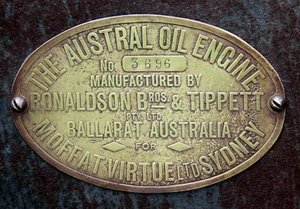 THE AUSTRAL OIL ENGINE
No. 3696
MANUFACTURED BY
RONALDSON BROS. & TIPPETT
PTY. LTD.
BALLARAT AUSTRALIA
FOR
MOFFAT VIRTUE LTD SYDNEY